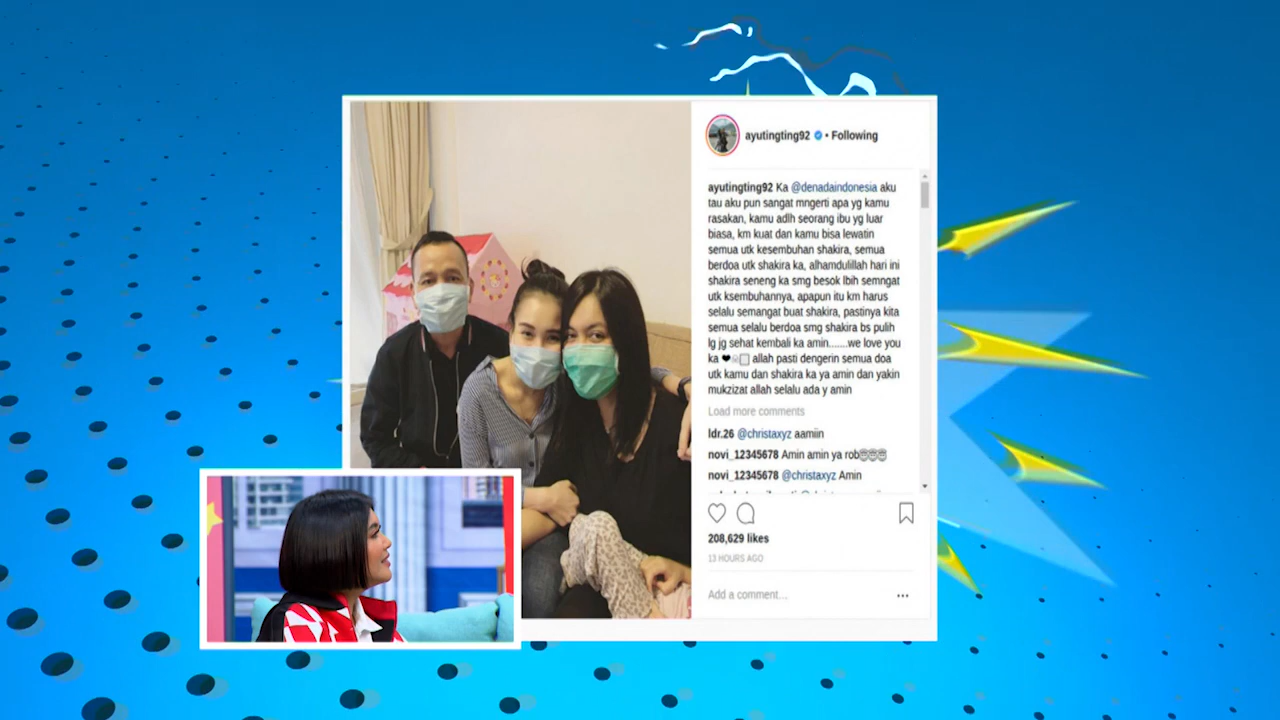 ayutingting92 • Following
ayutingting92 Ka @denadaindonesia aku
tau aku pun sangat mngerti apa yg kamu
rasakan, kamu adlh seorang ibu yg luar
biasa, km kuat dan kamu bisa lewatin
semua utk kesembuhan shakira, semua
berdoa utk shakira ka, alhamdulillah hari ini
shakira seneng ka smg besok lbih semngat
utk ksembuhannya, apapun itu km harus
selalu semangat buat shakira, pastinya kita
semua selalu berdoa smg shakira bs pulih
lg jg sehat kembali ka amin.......we love you
ka ❤ allah pasti dengerin semua doa
utk kamu dan shakira ka ya amin dan yakin
mukzizat allah selalu ada y amin
Load more comments
ldr.26 @christaxyz aamiin
novi_12345678 Amin amin ya rob😇😇😇
novi_12345678 @christaxyz Amin
208,629 likes
13 HOURS AGO
Add a comment...